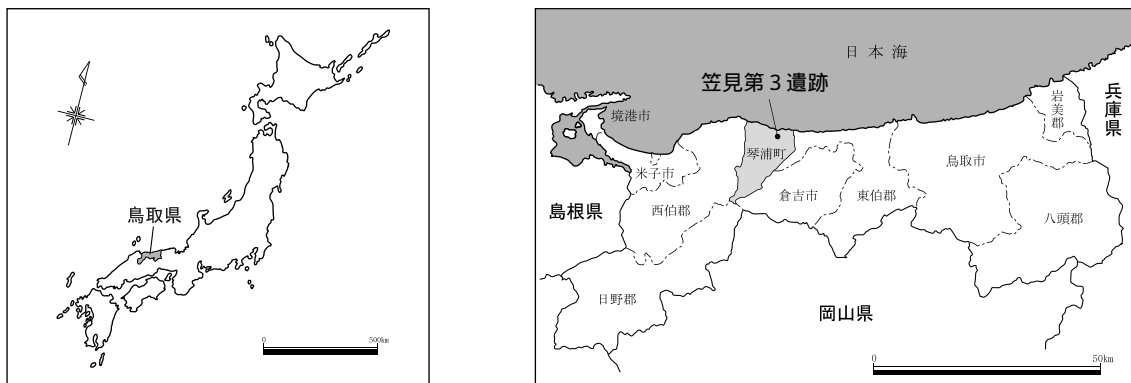 鳥取県
0
500km
日本海
笠見第3遺跡
境港市
琴浦町
米子市
西伯郡
倉吉市
東伯郡
鳥取市
岩美郡
八頭郡
兵庫県
島根県
日野郡
岡山県
0
50km